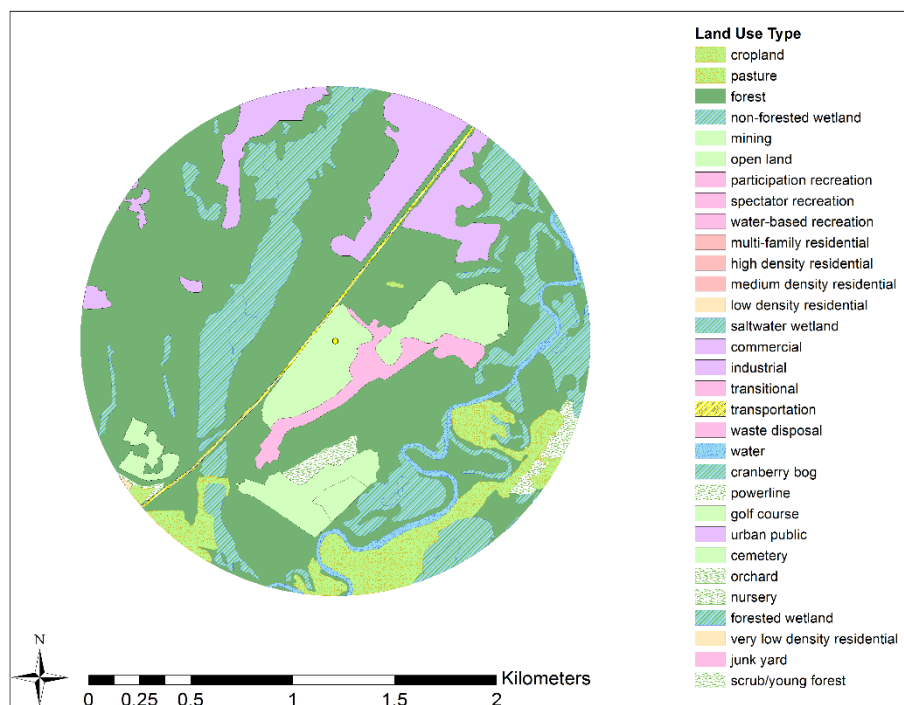 Land Use Type
cropland
pasture
forest
non-forested wetland
mining
open land
participation recreation
spectator recreation
water-based recreation
multi-family residential
high density residential
medium density residential
low density residential
saltwater wetland
commercial
industrial
transitional
transportation
waste disposal
water
cranberry bog
powerline
golf course
urban public
cemetery
orchard
nursery
forested wetland
very low density residential
junk yard
scrub/young forest
N
Kilometers
0 0.25 0.5 1 1.5 2